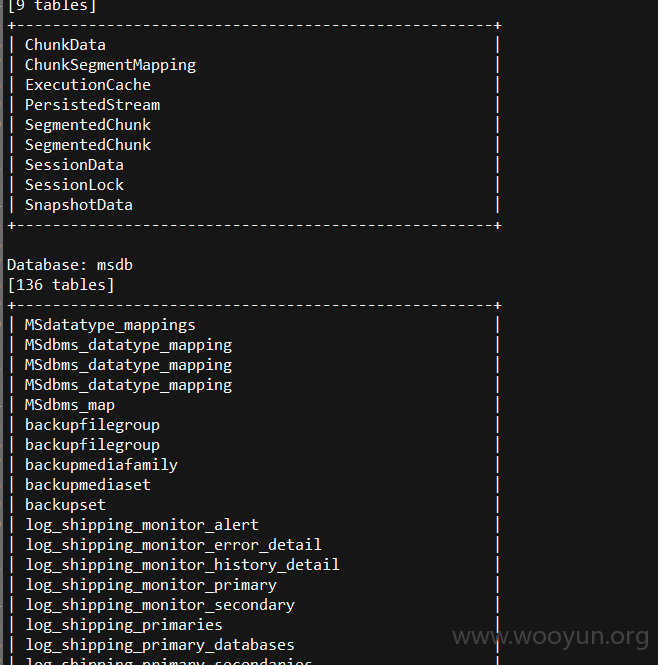 [9 tables]
+-----------------------------------------------------+
| ChunkData |
| ChunkSegmentMapping |
| ExecutionCache |
| PersistedStream |
| SegmentedChunk |
| SegmentedChunk |
| SessionData |
| SessionLock |
| SnapshotData |
+-----------------------------------------------------+
Database: msdb
[136 tables]
+-----------------------------------------------------+
| MSdatatype_mappings |
| MSdbms_datatype_mapping |
| MSdbms_datatype_mapping |
| MSdbms_datatype_mapping |
| MSdbms_map |
| backupfilegroup |
| backupfilegroup |
| backupmediafamily |
| backupmediaset |
| backupset |
| log_shipping_monitor_alert |
| log_shipping_monitor_error_detail |
| log_shipping_monitor_history_detail |
| log_shipping_monitor_primary |
| log_shipping_monitor_secondary |
| log_shipping_primaries |
| log_shipping_primary_databases |
| log_shipping_primary_secondaries |
www.wooyun.org